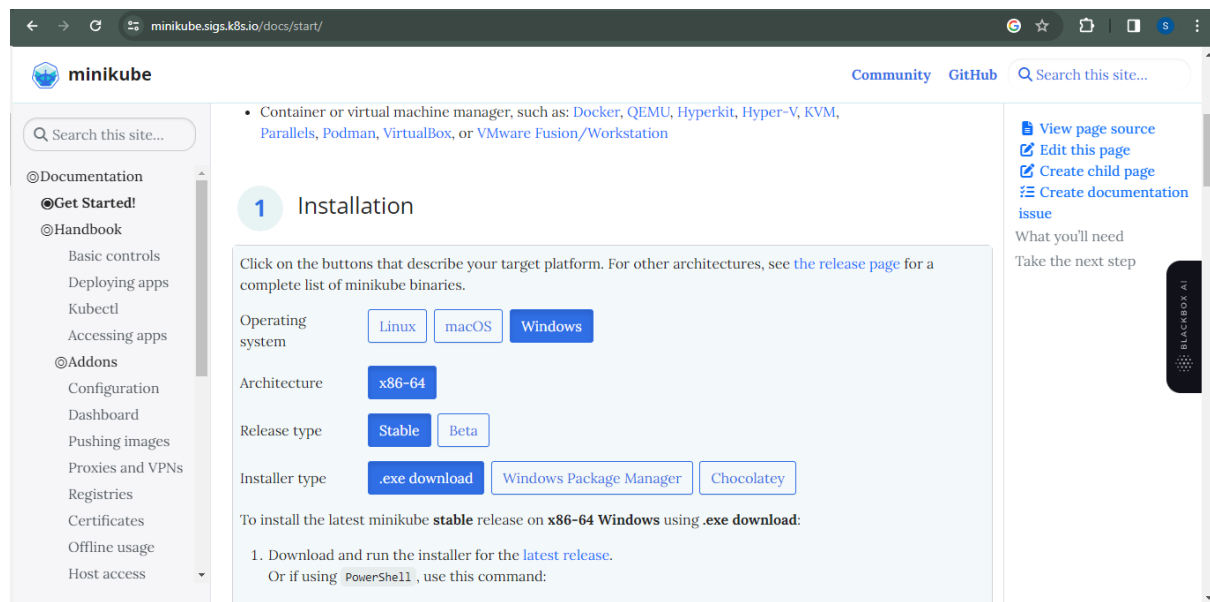 minikube.sigs.k8s.io/docs/start/
S
minikube
Community GitHub Search this site...
Search this site...
Documentation
Get Started!
Handbook
Basic controls
Deploying apps
Kubectl
Accessing apps
Addons
Configuration
Dashboard
Pushing images
Proxies and VPNs
Registries
Certificates
Offline usage
Host access
• Container or virtual machine manager, such as: Docker, QEMU, Hyperkit, Hyper-V, KVM,
Parallels, Podman, VirtualBox, or VMware Fusion/Workstation
1 Installation
Click on the buttons that describe your target platform. For other architectures, see the release page for a
complete list of minikube binaries.
Operating
system
Linux macOS Windows
Architecture x86-64
Release type Stable Beta
Installer type .exe download Windows Package Manager Chocolatey
To install the latest minikube stable release on x86-64 Windows using .exe download:
1. Download and run the installer for the latest release.
Or if using PowerShell, use this command:
View page source
Edit this page
Create child page
Create documentation
issue
What you'll need
Take the next step
BLACKBOX AI